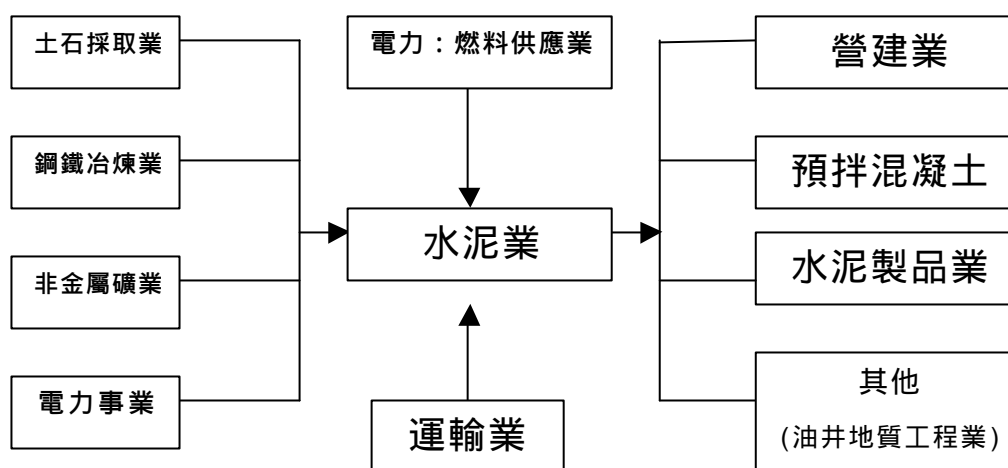 土石採取業
鋼鐵冶煉業
非金屬礦業
電力事業
電力：燃料供應業
水泥業
運輸業
營建業
預拌混凝土
水泥製品業
其他
(油井地質工程業)